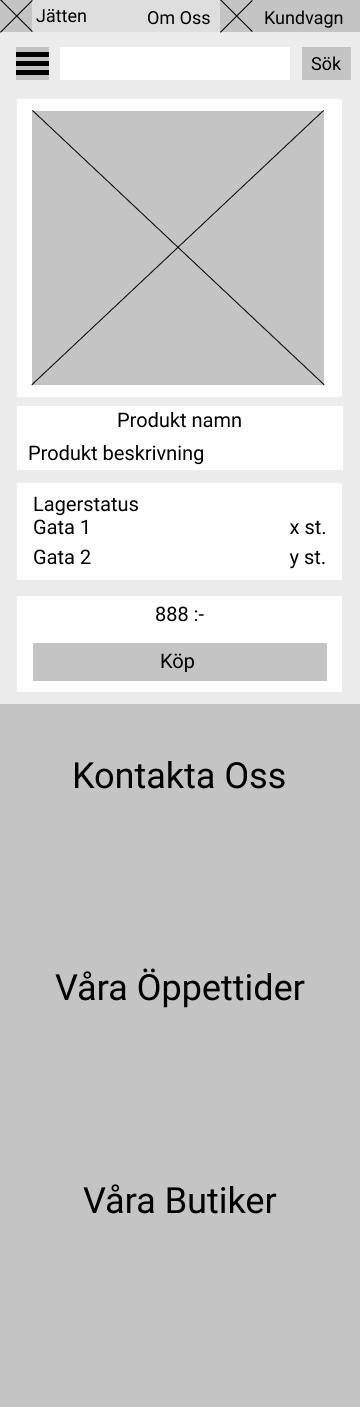 Jätten Om Oss Kundvagn
Sök
Produkt namn
Produkt beskrivning
Lagerstatus
Gata 1 x st.
Gata 2 y st.
888 :-
Köp
Kontakta Oss
Våra Öppettider
Våra Butiker